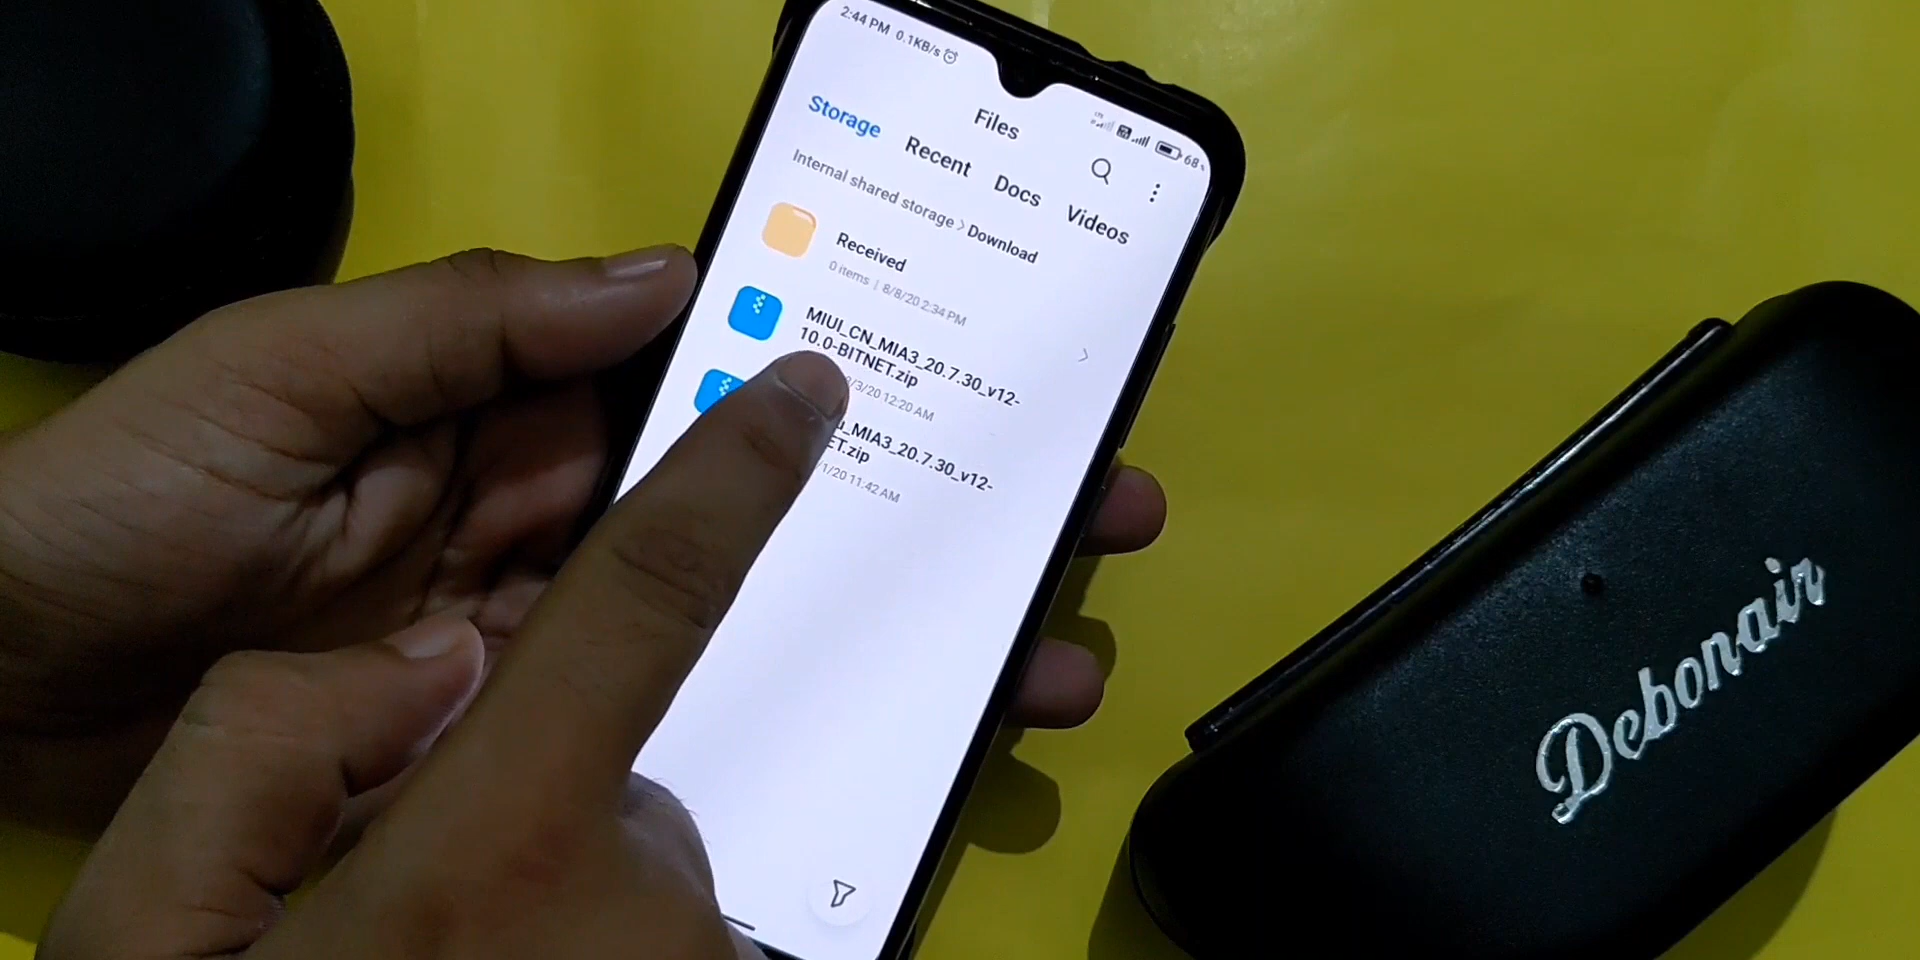 2:44 PM 0.1KB/s
68
Files
Storage Recent Docs Videos
Internal shared storage > Download
Received
0 items | 8/8/20 2:34 PM
MIUI_CN_MIA3_20.7.30_v12-
10.0-BITNET.zip
/3/20 12:20 AM
_MIA3_20.7.30_v12-
ET.zip
/1/20 11:42 AM
Debonair